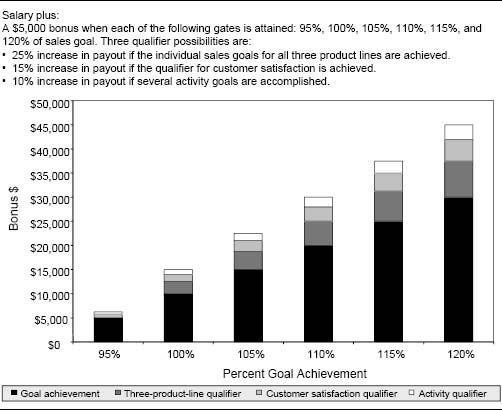 Salary plus:
A $5,000 bonus when each of the following gates is attained: 95%, 100%, 105%, 110%, 115%, and
120% of sales goal. Three qualifier possibilities are:
• 25% increase in payout if the individual sales goals for all three product lines are achieved.
• 15% increase in payout if the qualifier for customer satisfaction is achieved.
• 10% increase in payout if several activity goals are accomplished.
$50,000
$45,000
$40,000
$35,000
$30,000
$25,000
$20,000
$15,000
$10,000
$5,000
$0
Bonus $
95% 100% 105% 110% 115% 120%
Percent Goal Achievement
Goal achievement Three-product-line qualifier Customer satisfaction qualifier Activity qualifier